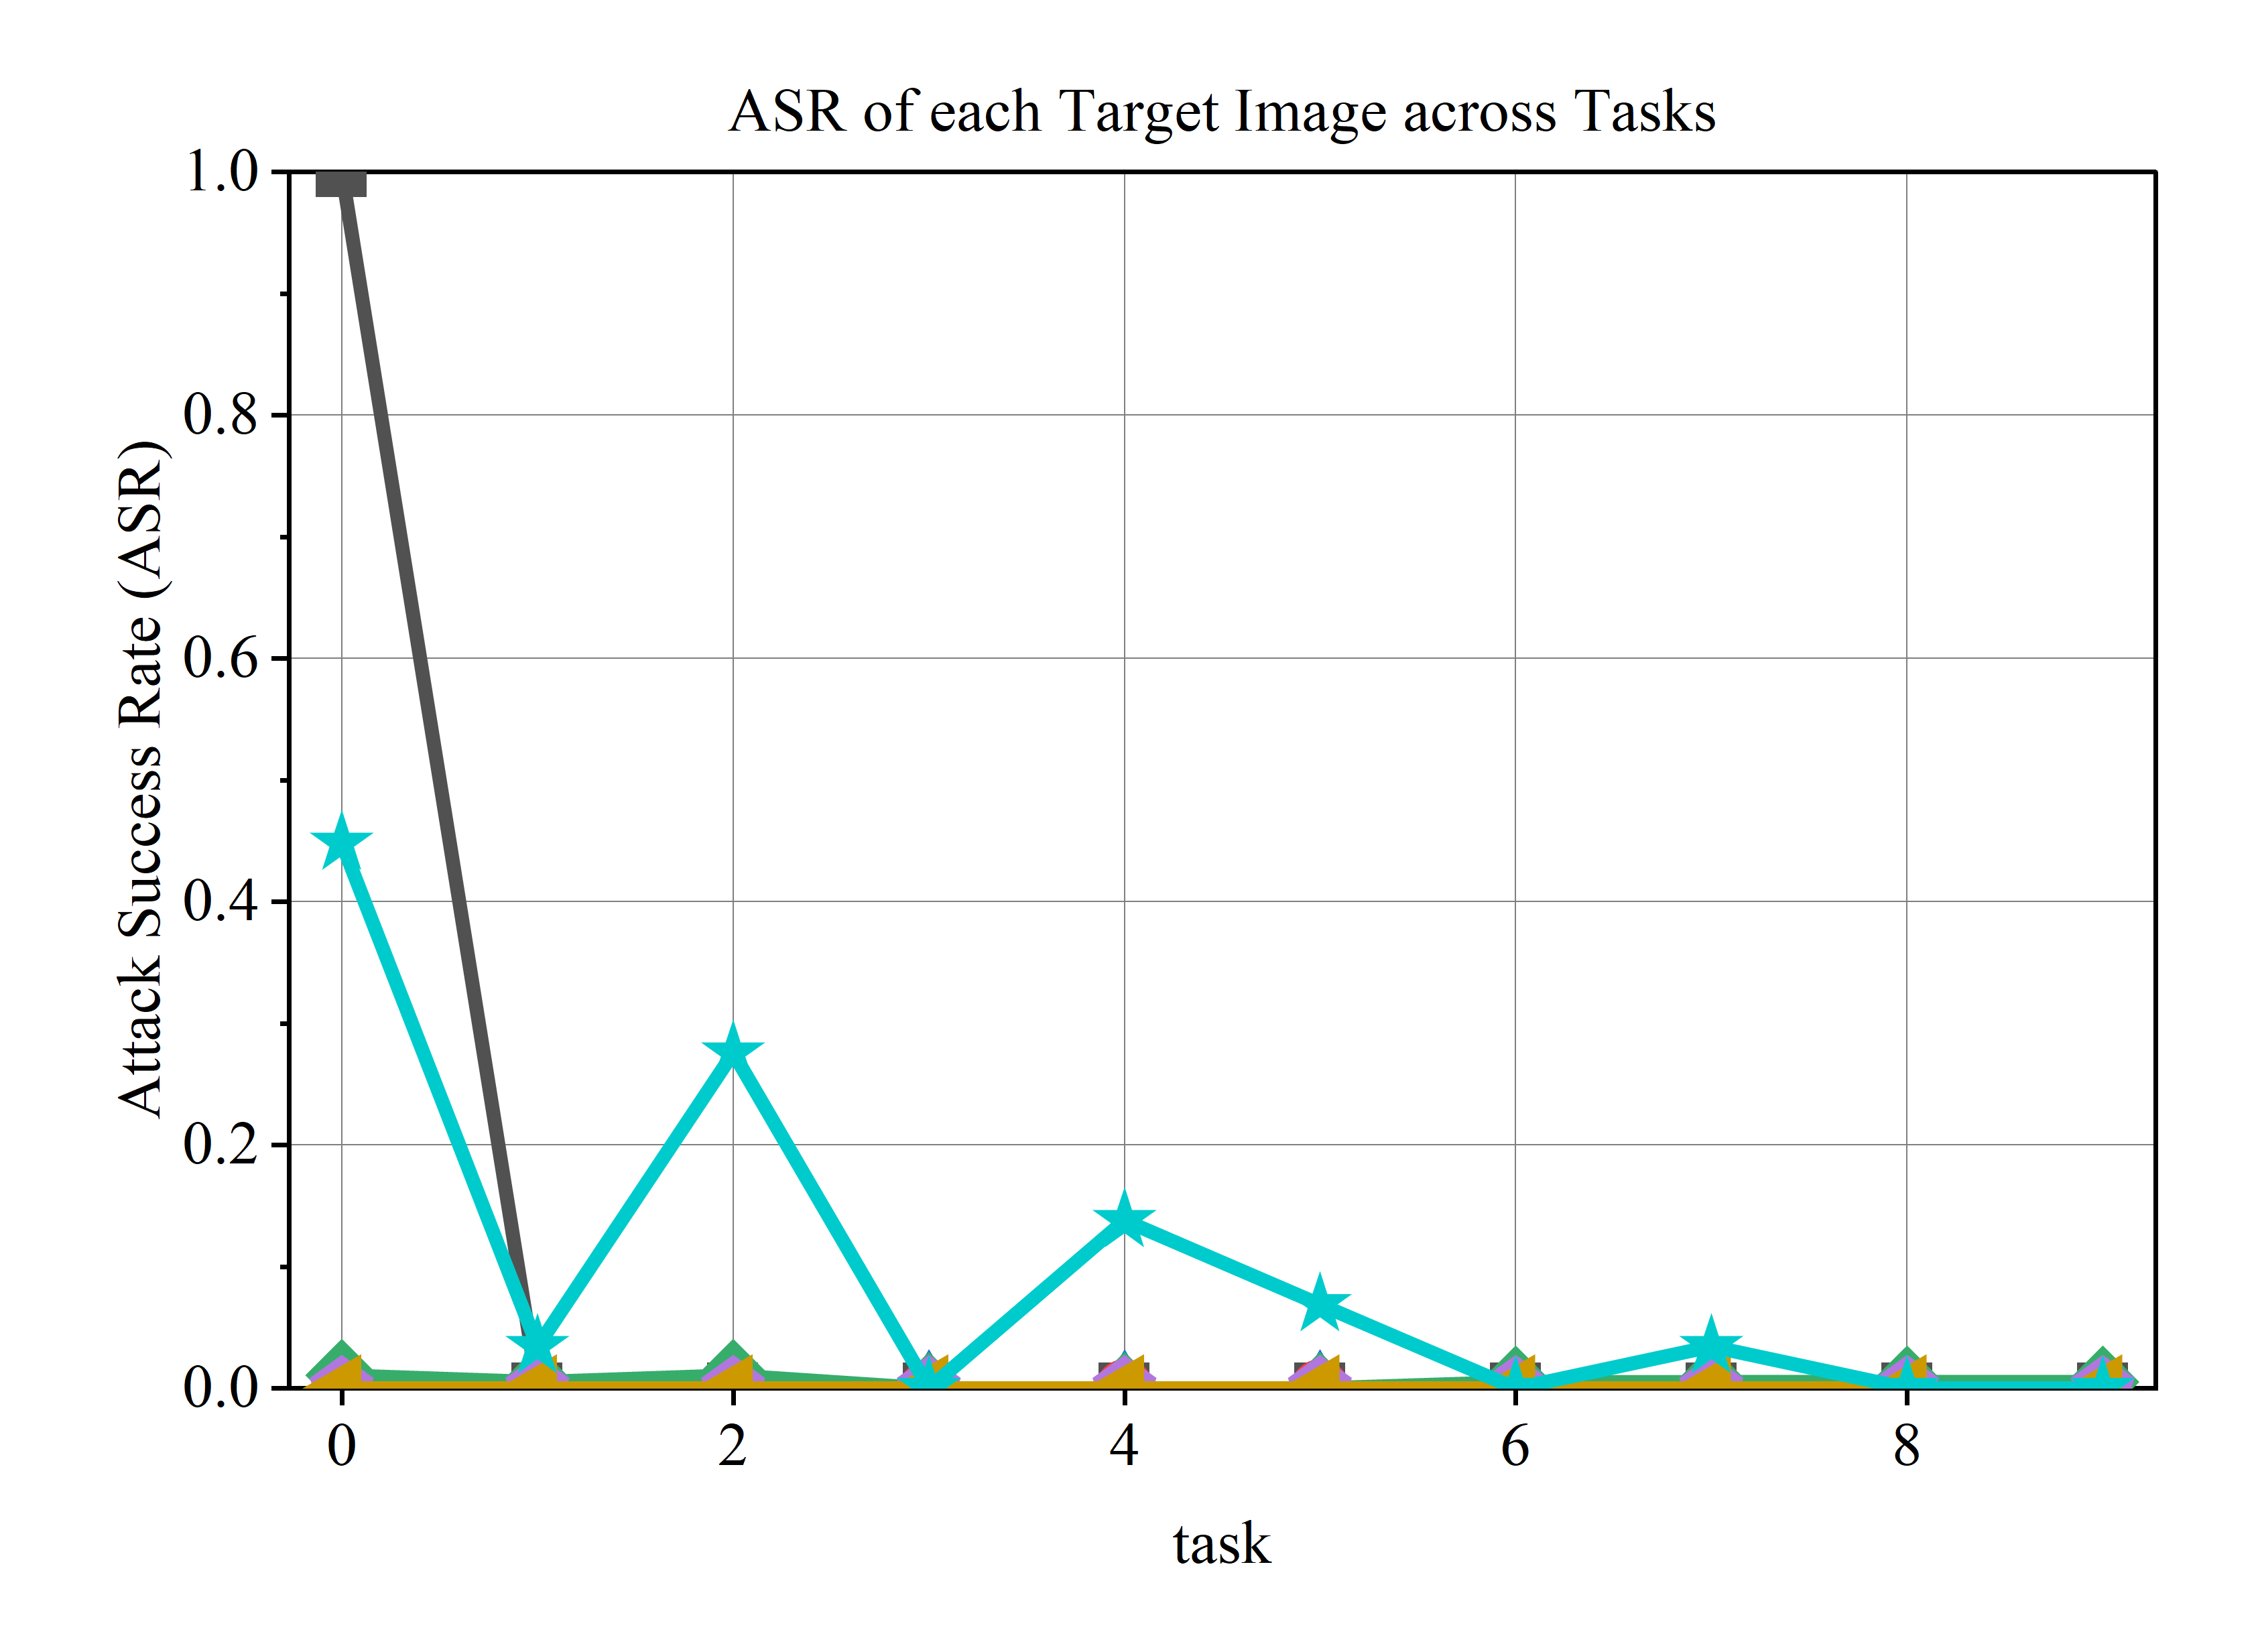 ASR of each Target Image across Tasks
Attack Success Rate (ASR)
1.0
0.8
0.6
0.4
0.2
0.0
0 2 4 6 8
task